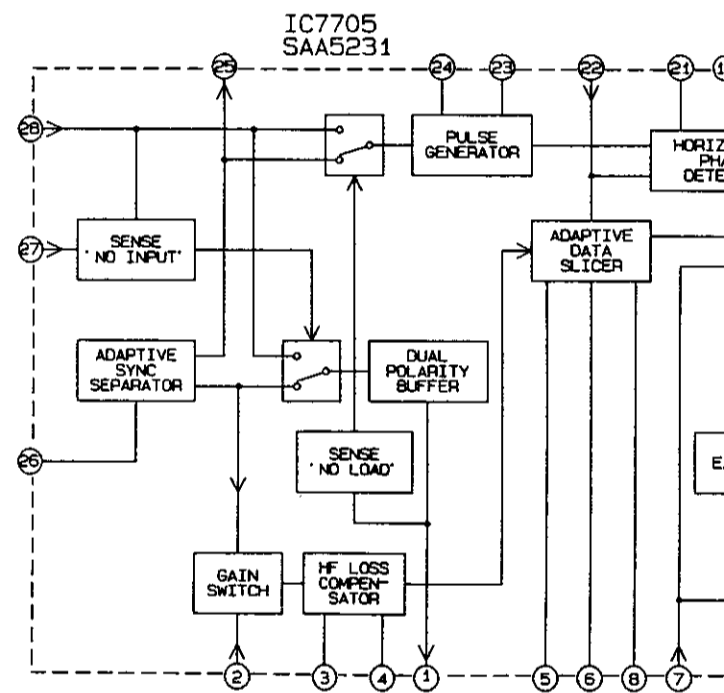 IC7705
SAA5231
25
24
23
22
21
1
28
PULSE
GENERATOR
HORIZ
PHA
DETE
27
SENSE
'NO INPUT'
ADAPTIVE
DATA
SLICER
ADAPTIVE
SYNC
SEPARATOR
DUAL
POLARITY
BUFFER
26
SENSE
'NO LOAD'
E
GAIN
SWITCH
HF LOSS
COMPEN-
SATOR
2
3
4
1
5
6
8
7